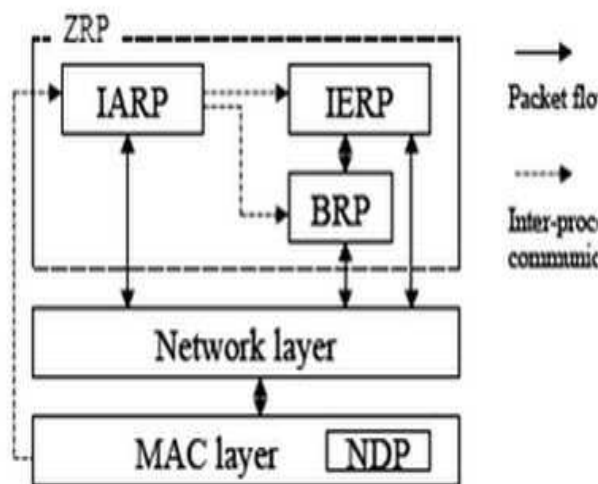 ZRP
IARP
IERP
BRP
Packet flo
Inter-proce
communic
Network layer
MAC layer
NDP